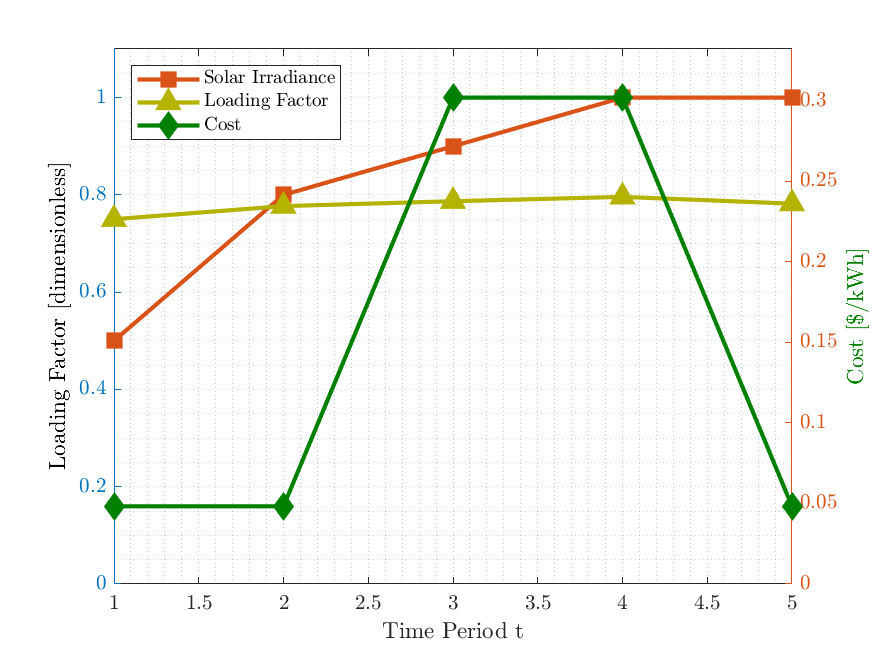 Solar Irradiance
Loading Factor
Cost
1
0.8
0.6
0.4
0.2
0
Loading Factor [dimensionless]
0.3
0.25
0.2
0.15
0.1
0.05
0
Cost [$/kWh]
1 1.5 2 2.5 3 3.5 4 4.5 5
Time Period t